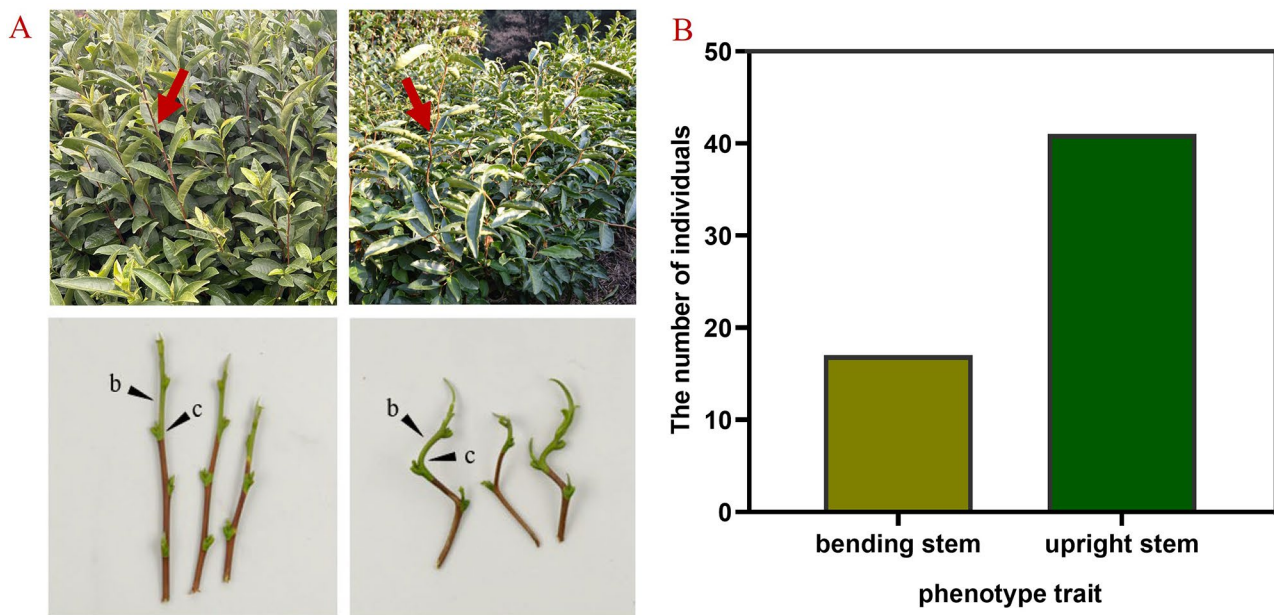 A
b
c
b
c
B
50
40
30
20
10
0
The number of individuals
bending stem
upright stem
phenotype trait